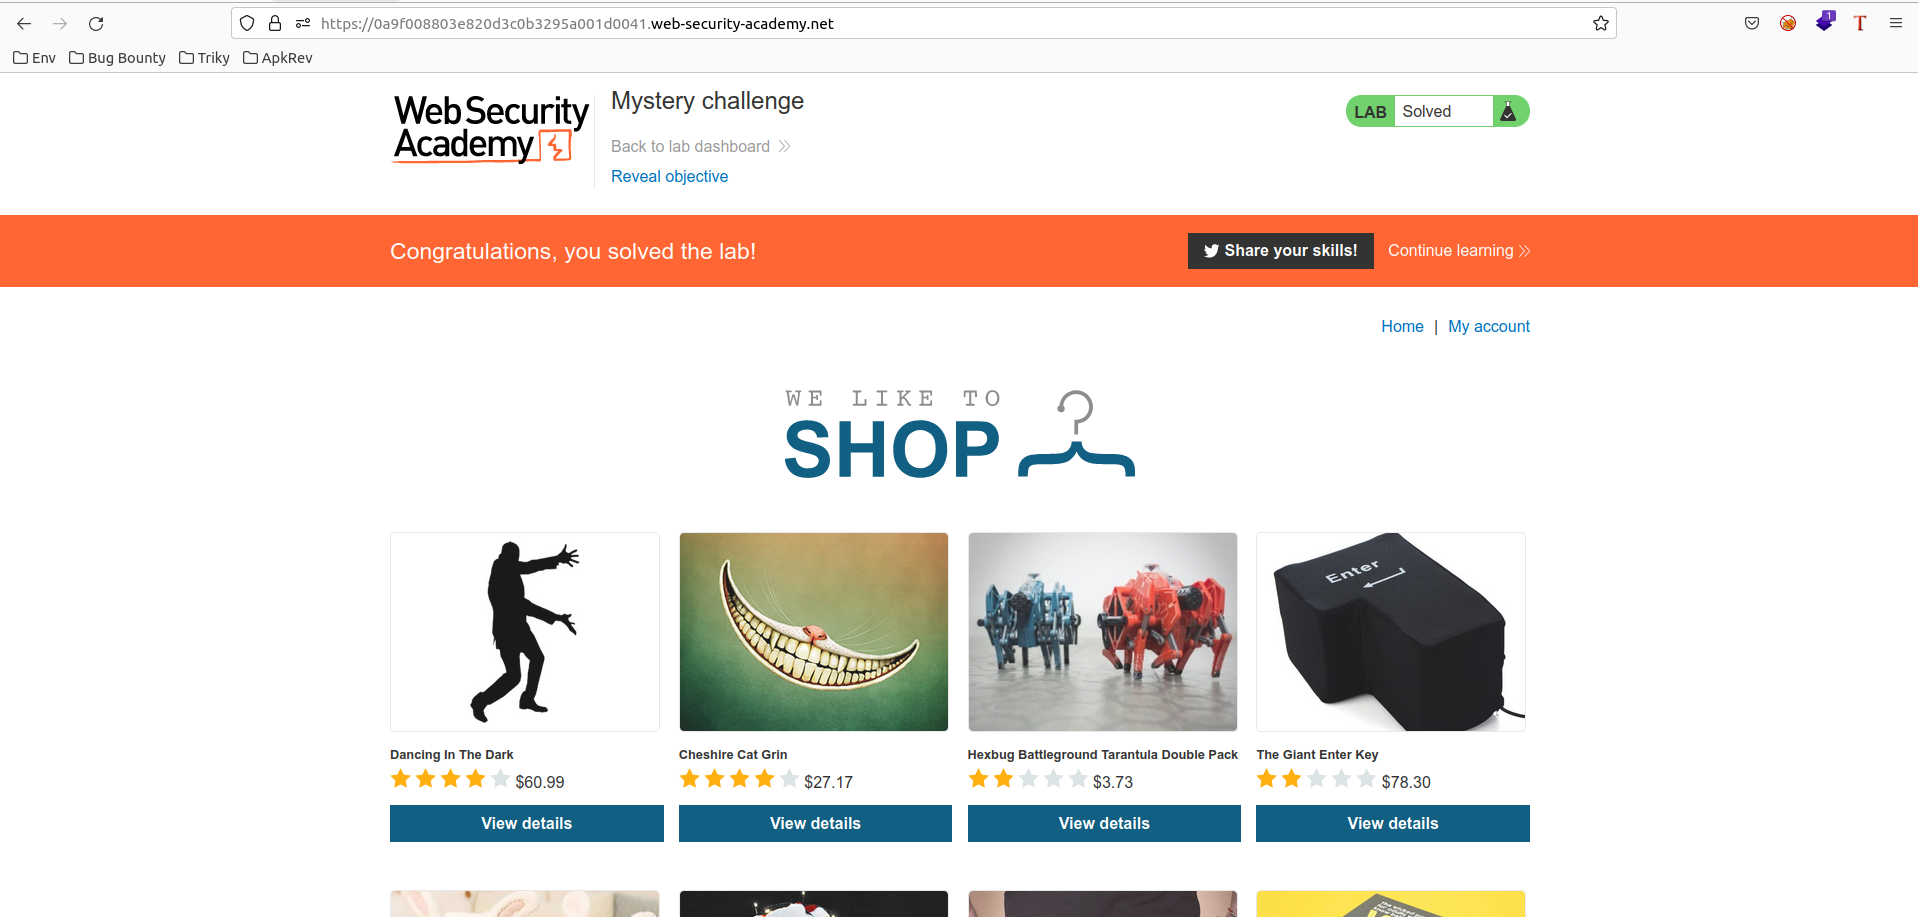 https://0a9f008803e820d3c0b3295a001d0041.web-security-academy.net
1
T
Env Bug Bounty Triky ApkRev
Web Security
Academy
Mystery challenge
Back to lab dashboard
Reveal objective
LAB Solved
Congratulations, you solved the lab!
Share your skills!
Continue learning
Home | My account
WE LIKE TO
SHOP
Enter
Dancing In The Dark
$60.99
View details
Cheshire Cat Grin
$27.17
View details
Hexbug Battleground Tarantula Double Pack
$3.73
View details
The Giant Enter Key
$78.30
View details